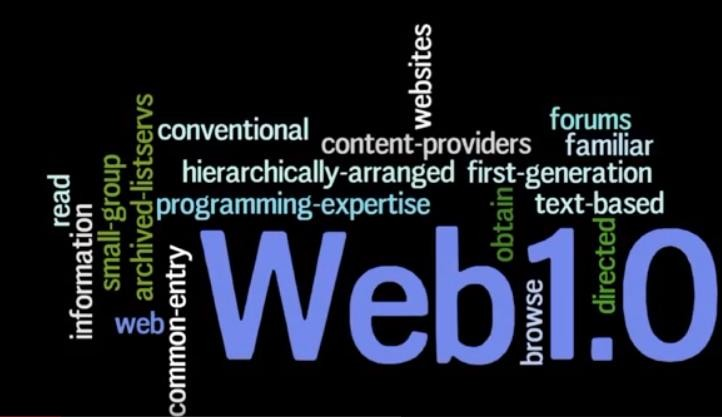 websites
conventional
forums
content-providers
familiar
hierarchically-arranged
first-generation
read
small-group
archived-listservs
programming-expertise
obtain
text-based
information
directed
web
common-entry
Web1.0
browse